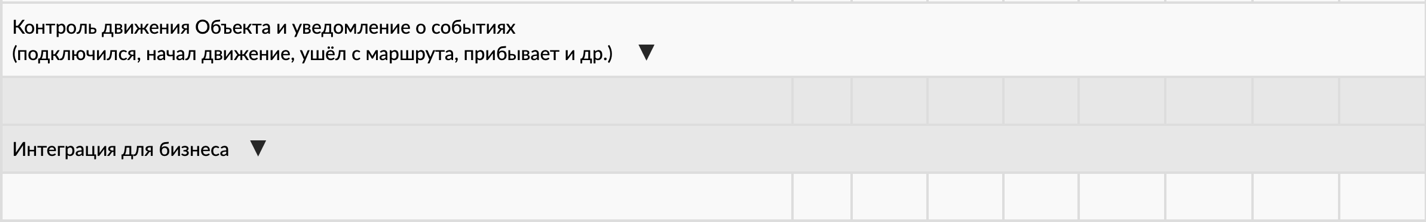 Контроль движения Объекта и уведомление о событиях
(подключился, начал движение, ушёл с маршрута, прибывает и др.) ▼
Интеграция для бизнеса ▼